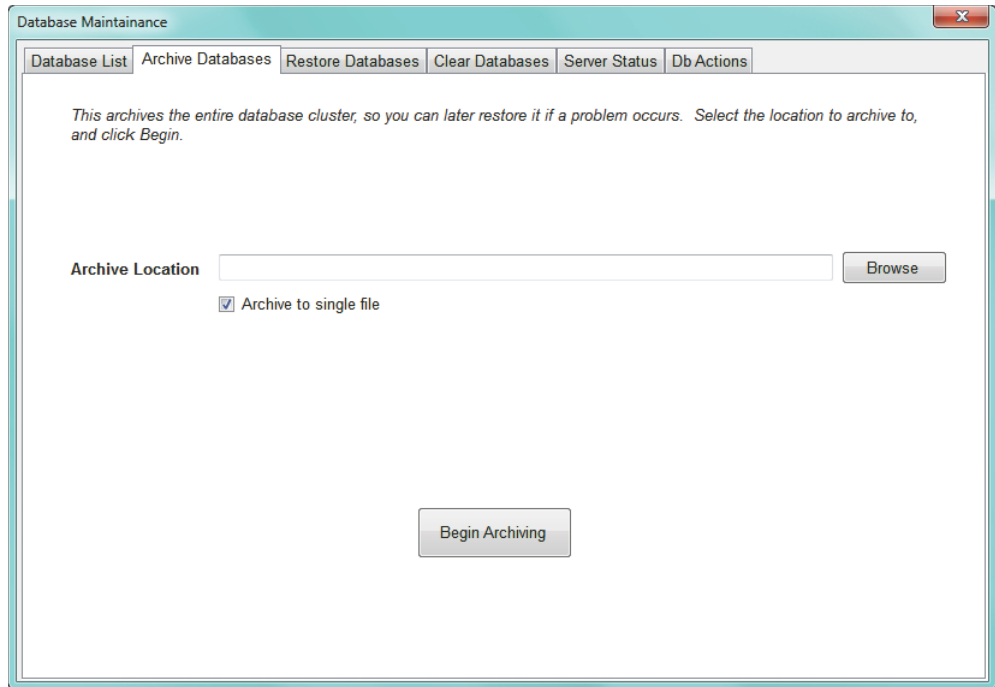 Database Maintainance
Database List Archive Databases Restore Databases Clear Databases Server Status Db Actions
This archives the entire database cluster, so you can later restore it if a problem occurs. Select the location to archive to,
and click Begin.
Archive Location Browse
Archive to single file
Begin Archiving